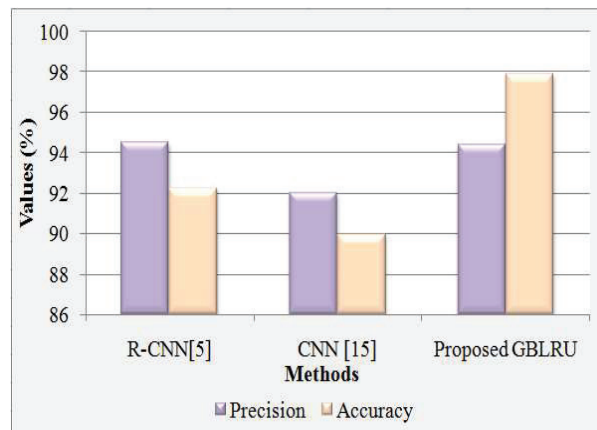 Values (%)
100
98
96
94
92
90
88
86
R-CNN[5]
CNN [15]
Proposed GBLRU
Methods
Precision
Accuracy